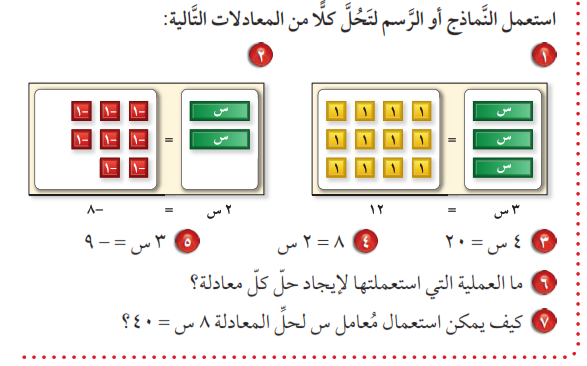 استعمل النَّماذج أو الرَّسم لتَحُلَّ كلًّا من المعادلات التَّالية:
١ ٢
س ١ ١ ١ ١ = س -١ -١ -١
س ١ ١ ١ ١ = س -١ -١ -١
س ١ ١ ١ ١ -١ -١
٣ س = ١٢ ٢ س = -٨
٣ ٤ س = ٢٠ ٤ ٨ = ٢ س ٥ ٣ س = - ٩
٦ ما العملية التي استعملتها لإيجاد حلّ كلّ معادلة؟
٧ كيف يمكن استعمال مُعامل س لحلِّ المعادلة ٨ س = ٤٠؟